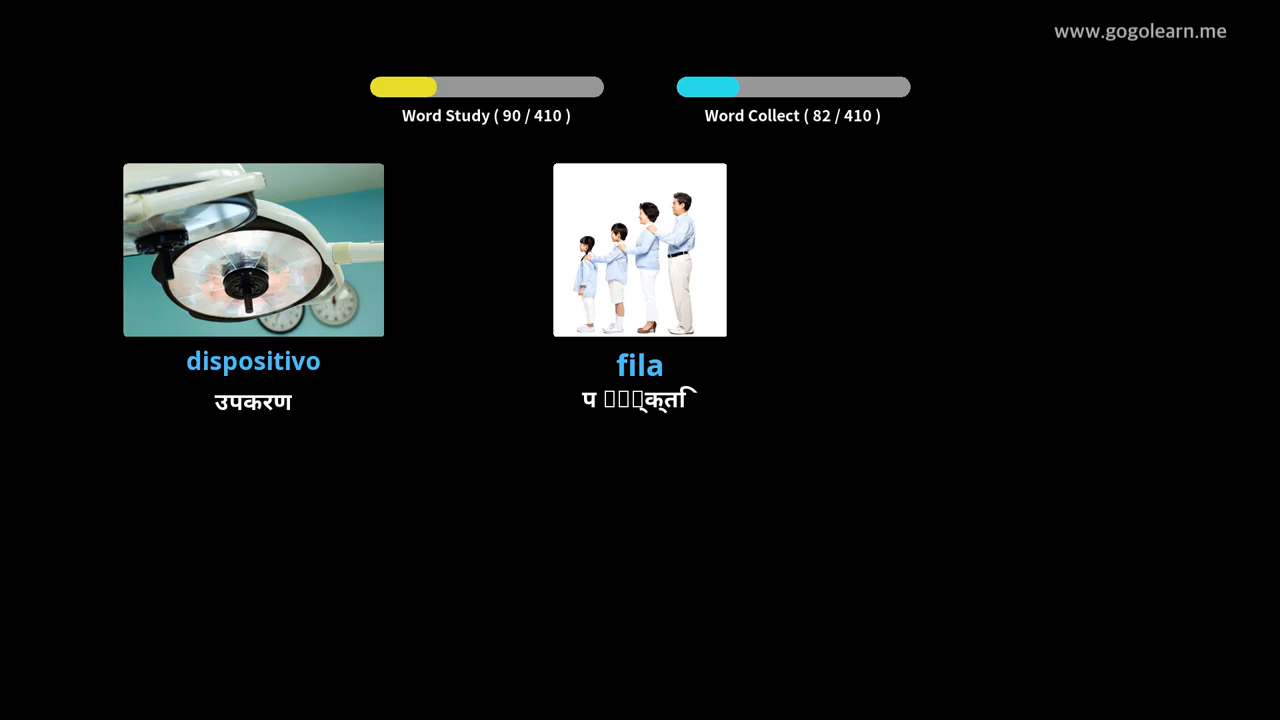 www.gogolearn.me
Word Study ( 90 / 410 )
Word Collect ( 82 / 410 )
dispositivo
उपकरण
fila